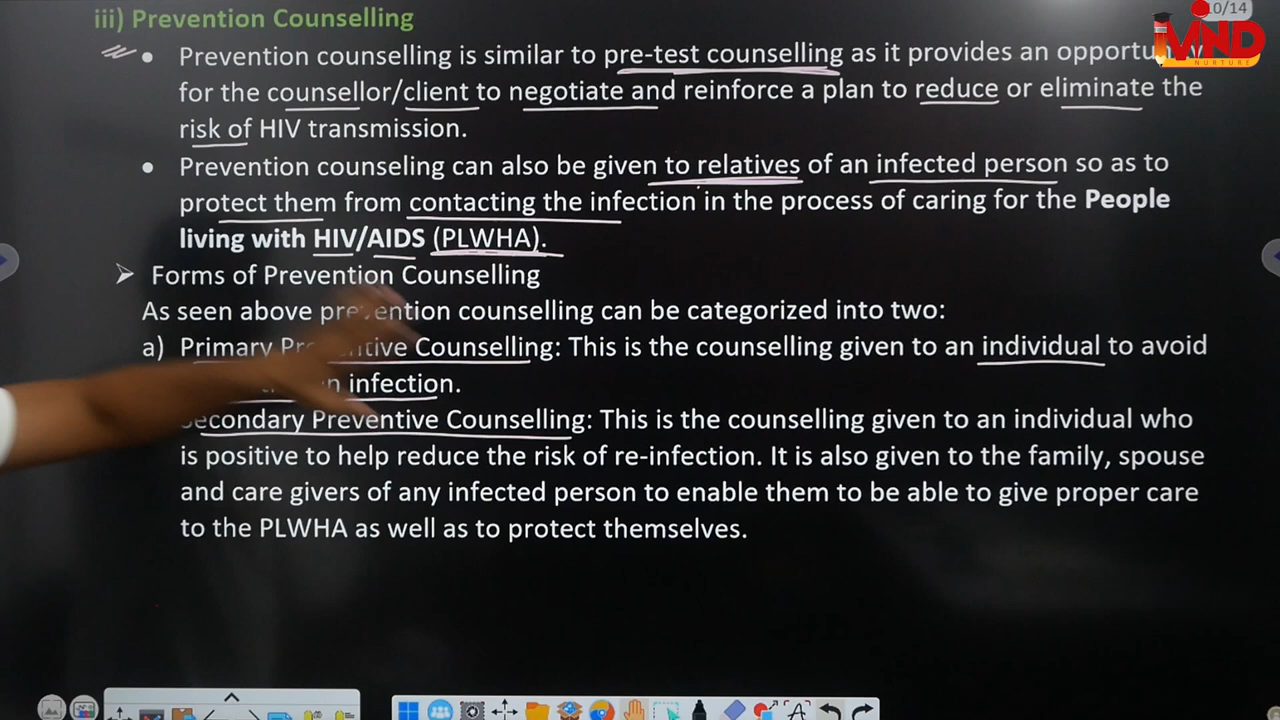 iii) Prevention Counselling
10/14
MIND
NURTURE
• Prevention counselling is similar to pre-test counselling as it provides an
for the counsellor/client to negotiate and reinforce a plan to reduce or eliminate the
risk of HIV transmission.
• Prevention counseling can also be given to relatives of an infected person so as to
protect them from contacting the infection in the process of caring for the People
living with HIV/AIDS (PLWHA).
➢ Forms of Prevention Counselling
As seen above prevention counselling can be categorized into two:
a) Primary Counselling: This is the counselling given to an individual to avoid
infection.
Secondary Preventive Counselling: This is the counselling given to an individual who
is positive to help reduce the risk of re-infection. It is also given to the family, spouse
and care givers of any infected person to enable them to be able to give proper care
to the PLWHA as well as to protect themselves.